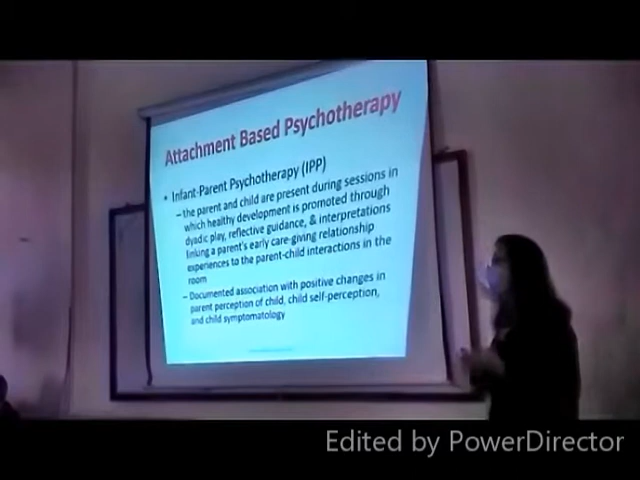 Attachment Based Psychotherapy
• Infant-Parent Psychotherapy (IPP)
– the parent and child are present during sessions in
which healthy development is promoted through
dyadic play, reflective guidance, & interpretations
linking a parent's early care-giving relationship
experiences to the parent-child interactions in the
room
– Documented association with positive changes in
parent perception of child, child self-perception,
and child symptomatology
Edited by PowerDirector